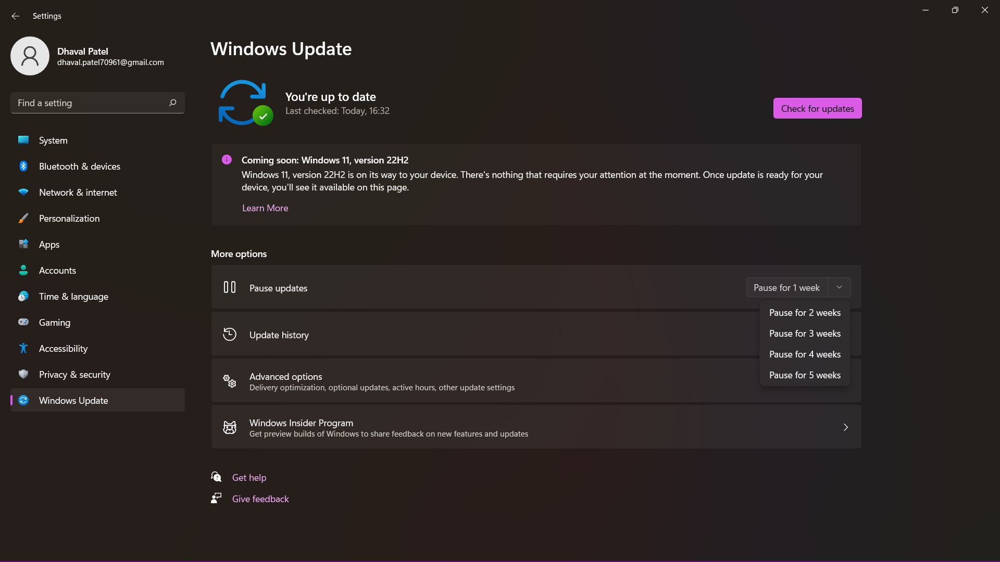 Settings
Dhaval Patel
dhaval.patel70961@gmail.com
Find a setting
System
Bluetooth & devices
Network & internet
Personalization
Apps
Accounts
Time & language
Gaming
Accessibility
Privacy & security
Windows Update
Windows Update
You're up to date
Last checked: Today, 16:32
Check for updates
Coming soon: Windows 11, version 22H2
Windows 11, version 22H2 is on its way to your device. There's nothing that requires your attention at the moment. Once update is ready for your
device, you'll see it available on this page.
Learn More
More options
Pause updates
Pause for 1 week
Pause for 2 weeks
Pause for 3 weeks
Pause for 4 weeks
Pause for 5 weeks
Update history
Advanced options
Delivery optimization, optional updates, active hours, other update settings
Windows Insider Program
Get preview builds of Windows to share feedback on new features and updates
Get help
Give feedback